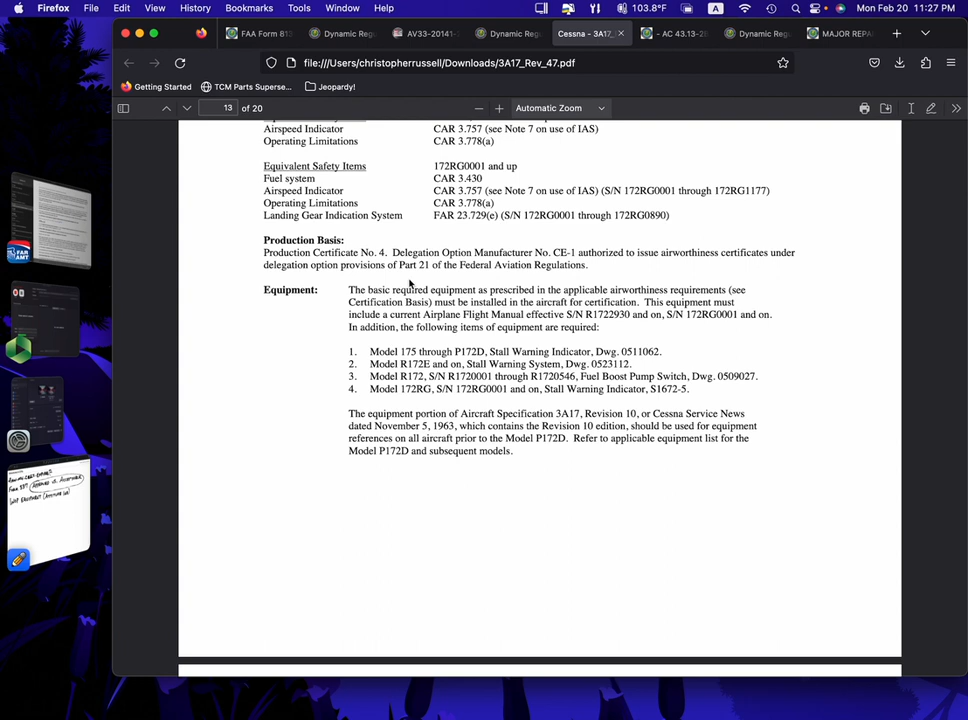 Firefox File Edit View History Bookmarks Tools Window Help 103.8°F A Mon Feb 20 11:27 PM
FAA Form 813 Dynamic Regu AV33-20141- Dynamic Regu Cessna - 3A17_ - AC 43.13-2B Dynamic Regu MAJOR REPA
file:///Users/christopherrussell/Downloads/3A17_Rev_47.pdf
Getting Started TCM Parts Superse... Jeopardy!
13 of 20 Automatic Zoom
Airspeed Indicator CAR 3.757 (see Note 7 on use of IAS)
Operating Limitations CAR 3.778(a)
Equivalent Safety Items 172RG0001 and up
Fuel system CAR 3.430
Airspeed Indicator CAR 3.757 (see Note 7 on use of IAS) (S/N 172RG0001 through 172RG1177)
Operating Limitations CAR 3.778(a)
Landing Gear Indication System FAR 23.729(e) (S/N 172RG0001 through 172RG0890)
Production Basis:
Production Certificate No. 4. Delegation Option Manufacturer No. CE-1 authorized to issue airworthiness certificates under
delegation option provisions of Part 21 of the Federal Aviation Regulations.
Equipment: The basic required equipment as prescribed in the applicable airworthiness requirements (see
Certification Basis) must be installed in the aircraft for certification. This equipment must
include a current Airplane Flight Manual effective S/N R1722930 and on, S/N 172RG0001 and on.
In addition, the following items of equipment are required:
1. Model 175 through P172D, Stall Warning Indicator, Dwg. 0511062.
2. Model R172E and on, Stall Warning System, Dwg. 0523112.
3. Model R172, S/N R1720001 through R1720546, Fuel Boost Pump Switch, Dwg. 0509027.
4. Model 172RG, S/N 172RG0001 and on, Stall Warning Indicator, S1672-5.
The equipment portion of Aircraft Specification 3A17, Revision 10, or Cessna Service News
dated November 5, 1963, which contains the Revision 10 edition, should be used for equipment
references on all aircraft prior to the Model P172D. Refer to applicable equipment list for the
Model P172D and subsequent models.
FAR
AMT
Form 337 Approved vs. Acceptable